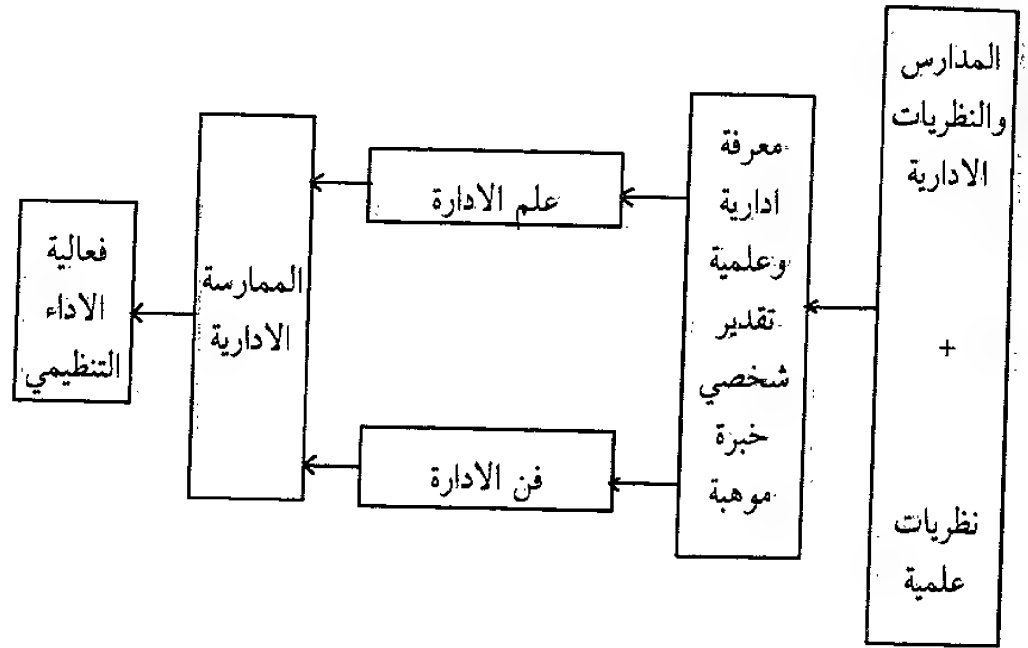 المدارس
والنظريات
الادارية
+
نظريات
علمية
معرفة
ادارية
وعلمية
تقدير
شخصي
خبرة
موهبة
علم الادارة
فن الادارة
الممارسة
الادارية
فعالية
الاداء
التنظيمي